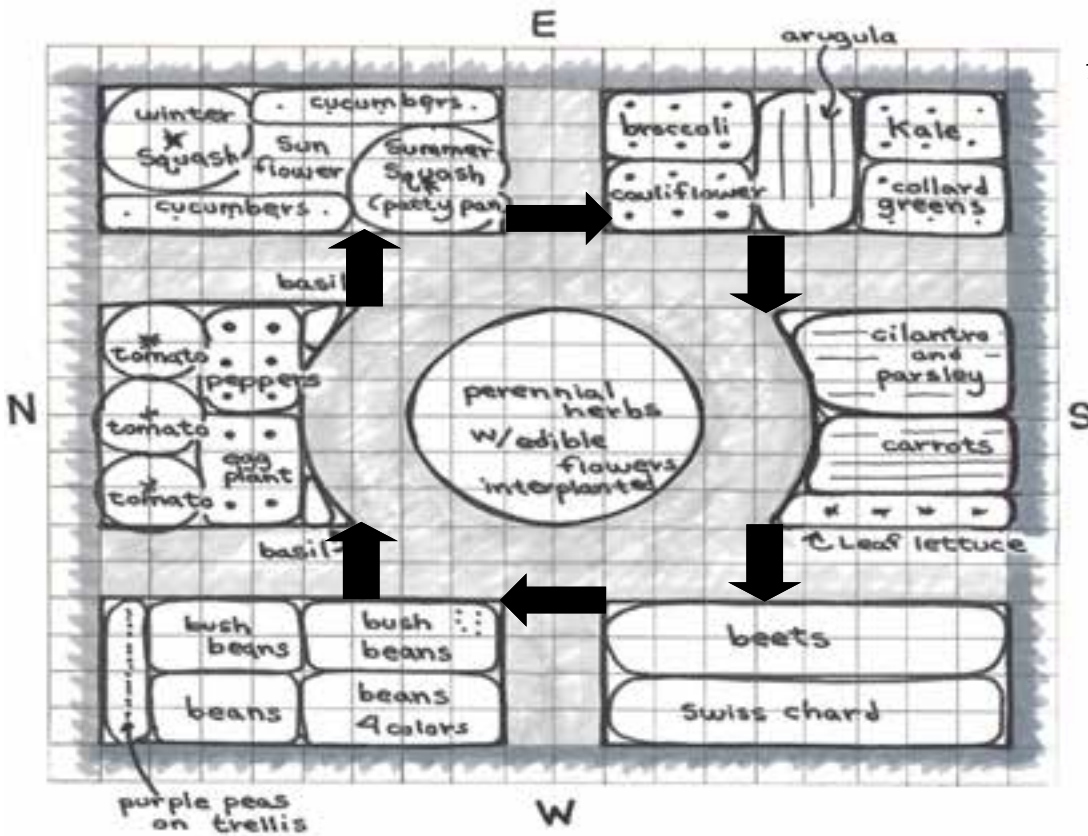 E
arugula
winter
squash
cucumbers
sun
flower
summer
squash
(patty pan
cucumbers
broccoli
cauliflower
Kale
collard
greens
basil
tomato
tomato
tomato
peppers
egg
plant
basil
N
perennial
herbs
w/edible
flowers
interplanted
cilantro
and
parsley
carrots
Leaf lettuce
S
bush
beans
bush
beans
beans
beans
4 colors
beets
swiss chard
purple peas
on trellis
W